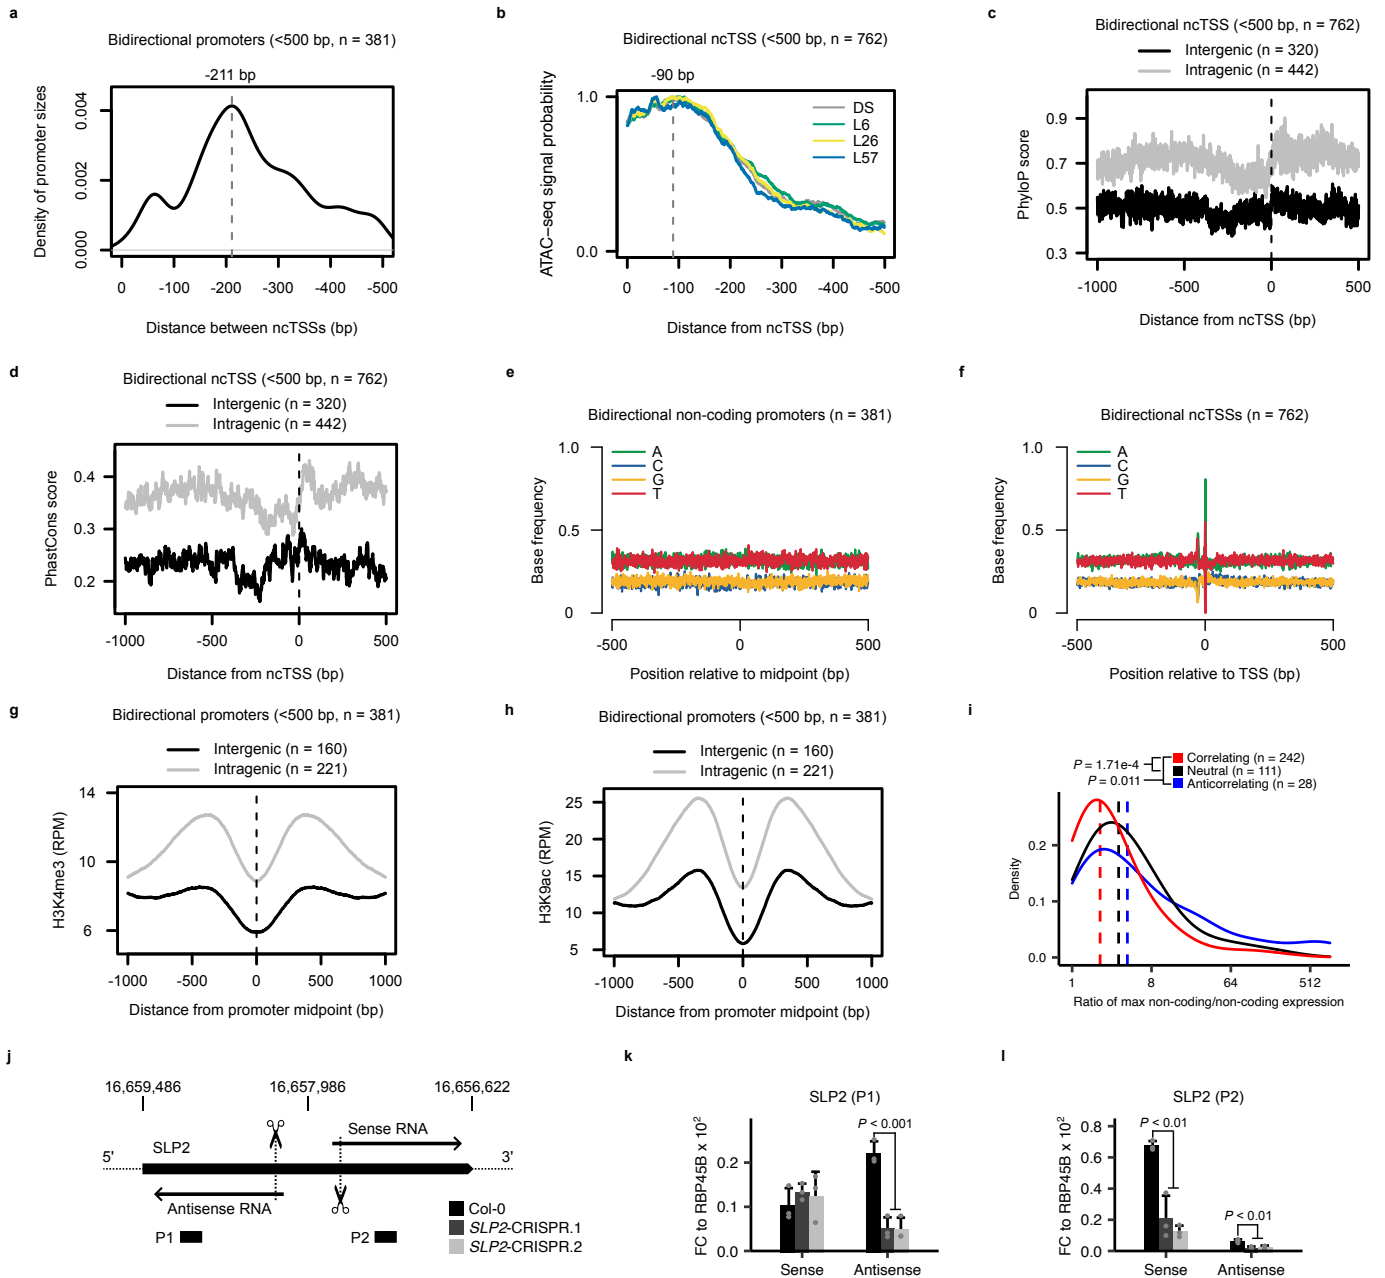 a
Bidirectional promoters (<500 bp, n = 381)
-211 bp
Density of promoter sizes
0.004
0.002
0.000
0
-100
-200
-300
-400
-500
Distance between ncTSSs (bp)
b
Bidirectional ncTSS (<500 bp, n = 762)
-90 bp
ATAC−seq signal probability
1.0
0.0
DS
L6
L26
L57
0
-100
-200
-300
-400
-500
Distance from ncTSS (bp)
c
Bidirectional ncTSS (<500 bp, n = 762)
Intergenic (n = 320)
Intragenic (n = 442)
PhyloP score
0.9
0.7
0.5
0.3
-1000
-500
0
500
Distance from ncTSS (bp)
d
Bidirectional ncTSS (<500 bp, n = 762)
Intergenic (n = 320)
Intragenic (n = 442)
PhastCons score
0.4
0.3
0.2
-1000
-500
0
500
Distance from ncTSS (bp)
e
Bidirectional non-coding promoters (n = 381)
Base frequency
1.0
0.5
0
A
C
G
T
-500
0
500
Position relative to midpoint (bp)
f
Bidirectional ncTSSs (n = 762)
Base frequency
1.0
0.5
0
A
C
G
T
-500
0
500
Position relative to TSS (bp)
g
Bidirectional promoters (<500 bp, n = 381)
Intergenic (n = 160)
Intragenic (n = 221)
H3K4me3 (RPM)
14
10
6
-1000
-500
0
500
1000
Distance from promoter midpoint (bp)
h
Bidirectional promoters (<500 bp, n = 381)
Intergenic (n = 160)
Intragenic (n = 221)
H3K9ac (RPM)
25
20
15
10
5
-1000
-500
0
500
1000
Distance from promoter midpoint (bp)
i
P = 1.71e-4
P = 0.011
Correlating (n = 242)
Neutral (n = 111)
Anticorrelating (n = 28)
Density
0.2
0.1
0.0
1
8
64
512
Ratio of max non-coding/non-coding expression
j
16,659,486
16,657,986
16,656,622
Sense RNA
5'
SLP2
3'
Antisense RNA
P1
P2
Col-0
SLP2-CRISPR.1
SLP2-CRISPR.2
k
SLP2 (P1)
P < 0.001
FC to RBP45B x 10²
0.2
0.1
0.0
Sense
Antisense
l
SLP2 (P2)
P < 0.01
P < 0.01
FC to RBP45B x 10²
0.8
0.6
0.4
0.2
0.0
Sense
Antisense